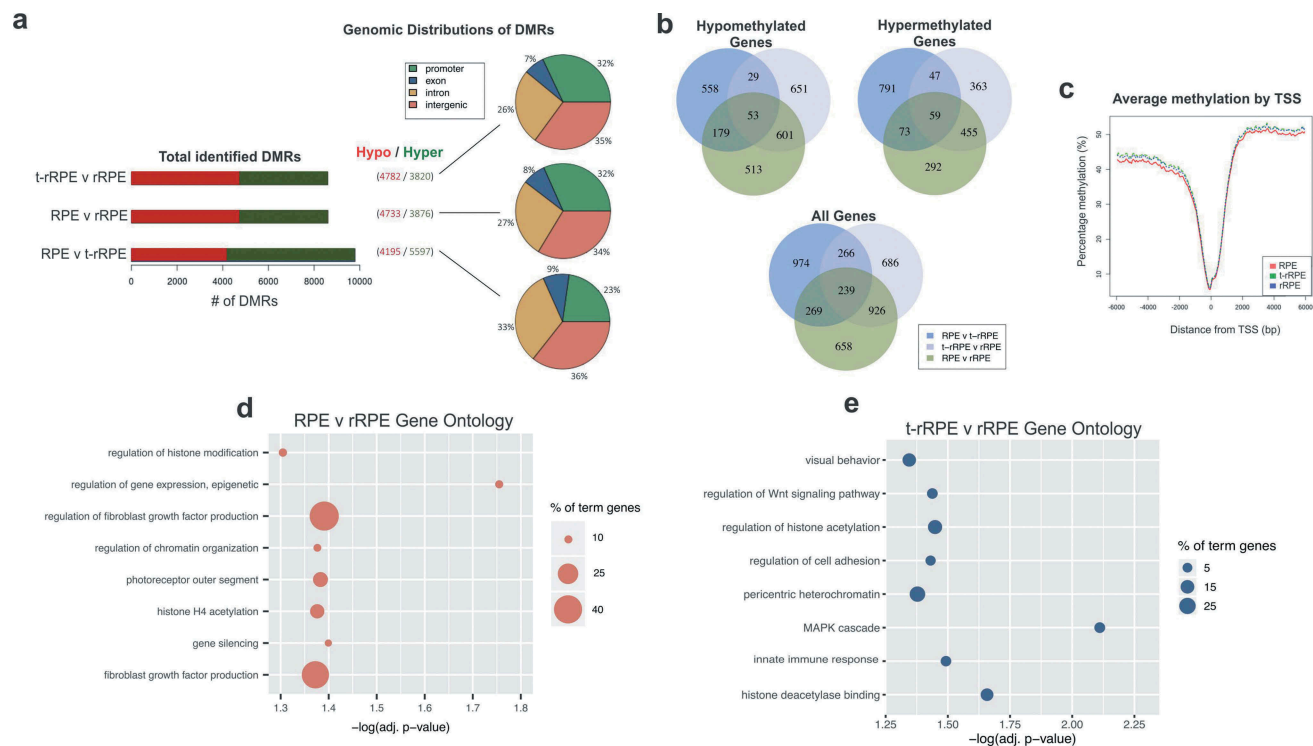 a
Genomic Distributions of DMRs
promoter
exon
intron
intergenic
7%
32%
26%
35%
Total identified DMRs
Hypo / Hyper
t-rRPE v rRPE
(4782 / 3820)
8%
32%
RPE v rRPE
(4733 / 3876)
27%
34%
RPE v t-rRPE
(4195 / 5597)
9%
23%
33%
36%
0
2000
4000
6000
8000
10000
# of DMRs
b
Hypomethylated
Genes
558
29
651
53
179
601
513
Hypermethylated
Genes
791
47
363
59
73
455
292
All Genes
974
266
686
239
269
926
658
RPE v t-rRPE
t-rRPE v rRPE
RPE v rRPE
c
Average methylation by TSS
Percentage methylation (%)
50
40
30
20
10
RPE
t-rRPE
rRPE
-6000
-4000
-2000
0
2000
4000
6000
Distance from TSS (bp)
d
RPE v rRPE Gene Ontology
regulation of histone modification
regulation of gene expression, epigenetic
regulation of fibroblast growth factor production
regulation of chromatin organization
photoreceptor outer segment
histone H4 acetylation
gene silencing
fibroblast growth factor production
1.3
1.4
1.5
1.6
1.7
1.8
-log(adj. p-value)
% of term genes
10
25
40
e
t-rRPE v rRPE Gene Ontology
visual behavior
regulation of Wnt signaling pathway
regulation of histone acetylation
regulation of cell adhesion
pericentric heterochromatin
MAPK cascade
innate immune response
histone deacetylase binding
1.25
1.50
1.75
2.00
2.25
-log(adj. p-value)
% of term genes
5
15
25